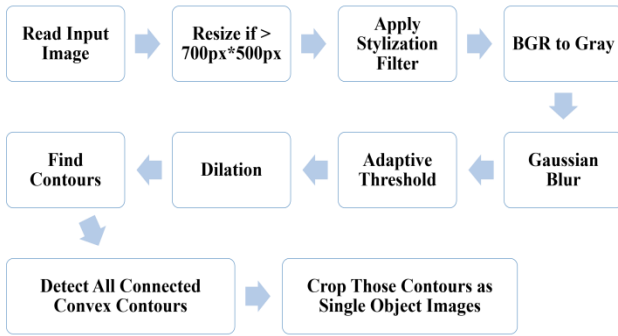 Read Input
Image
Resize if >
700px*500px
Apply
Stylization
Filter
BGR to Gray
Gaussian
Blur
Adaptive
Threshold
Dilation
Find
Contours
Detect All Connected
Convex Contours
Crop Those Contours as
Single Object Images